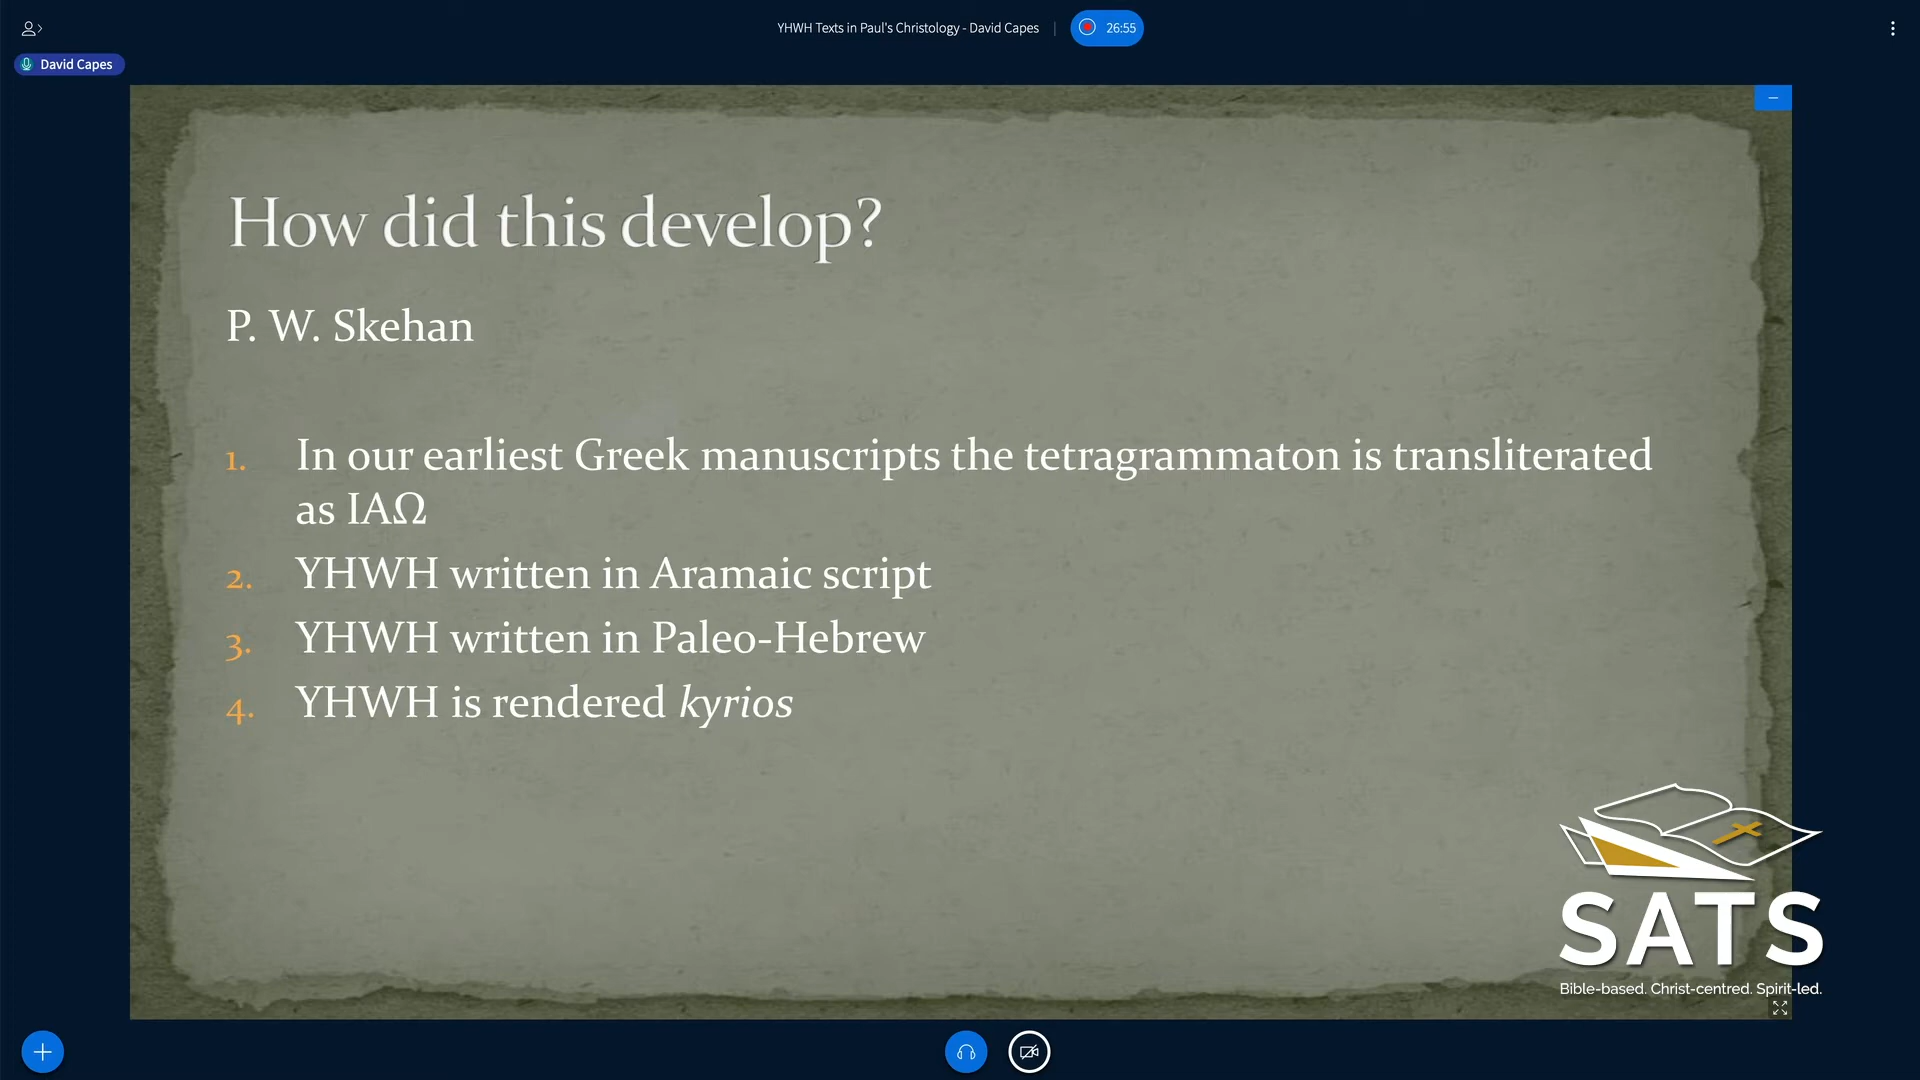 YHWH Texts in Paul's Christology - David Capes | 26:55
David Capes
How did this develop?
P. W. Skehan
1. In our earliest Greek manuscripts the tetragrammaton is transliterated
as ΙΑΩ
2. YHWH written in Aramaic script
3. YHWH written in Paleo-Hebrew
4. YHWH is rendered kyrios
SATS
Bible-based. Christ-centred. Spirit-led.